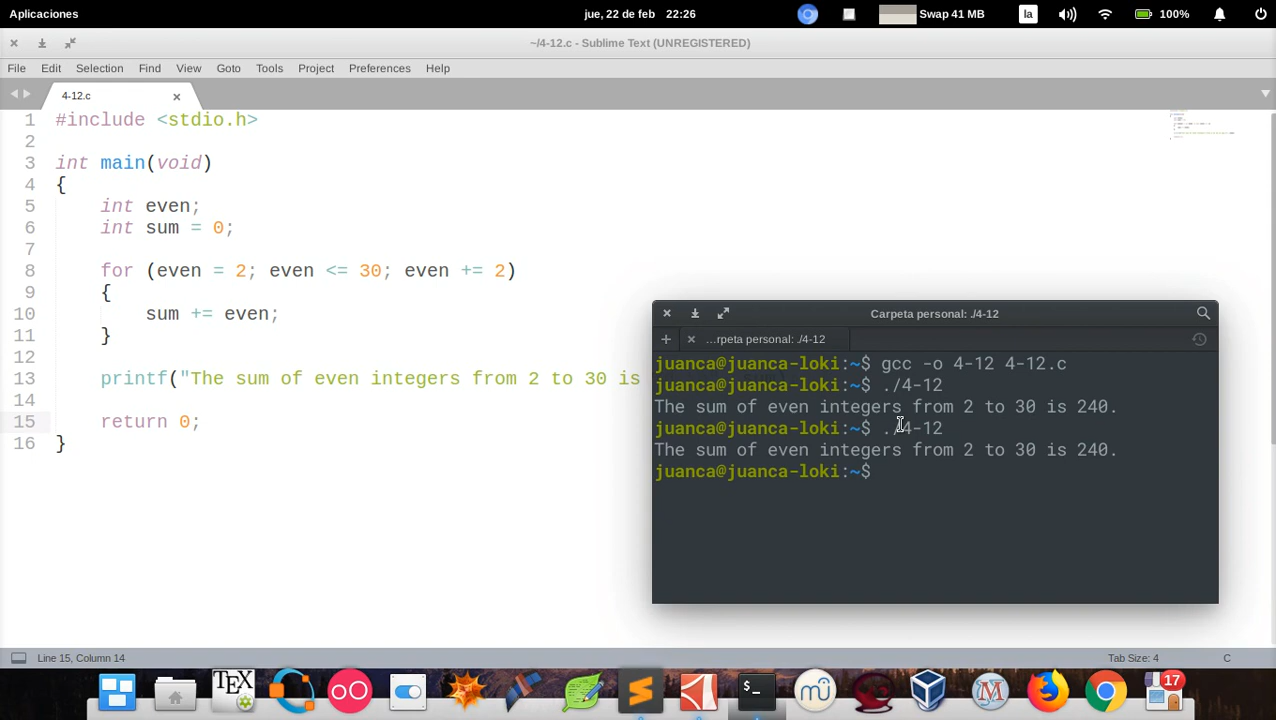 Aplicaciones
jue, 22 de feb 22:26
Swap 41 MB
la
100%
~/4-12.c - Sublime Text (UNREGISTERED)
File Edit Selection Find View Goto Tools Project Preferences Help
4-12.c
1 #include <stdio.h>
2
3 int main(void)
4 {
5 int even;
6 int sum = 0;
7
8 for (even = 2; even <= 30; even += 2)
9 {
10 sum += even;
11 }
12
13 printf("The sum of even integers from 2 to 30 is
14
15 return 0;
16 }
Carpeta personal: ./4-12
...rpeta personal: ./4-12
juanca@juanca-loki:~$ gcc -o 4-12 4-12.c
juanca@juanca-loki:~$ ./4-12
The sum of even integers from 2 to 30 is 240.
juanca@juanca-loki:~$ ./4-12
The sum of even integers from 2 to 30 is 240.
juanca@juanca-loki:~$
Line 15, Column 14
Tab Size: 4
C
TEX
>_
mu
M
17